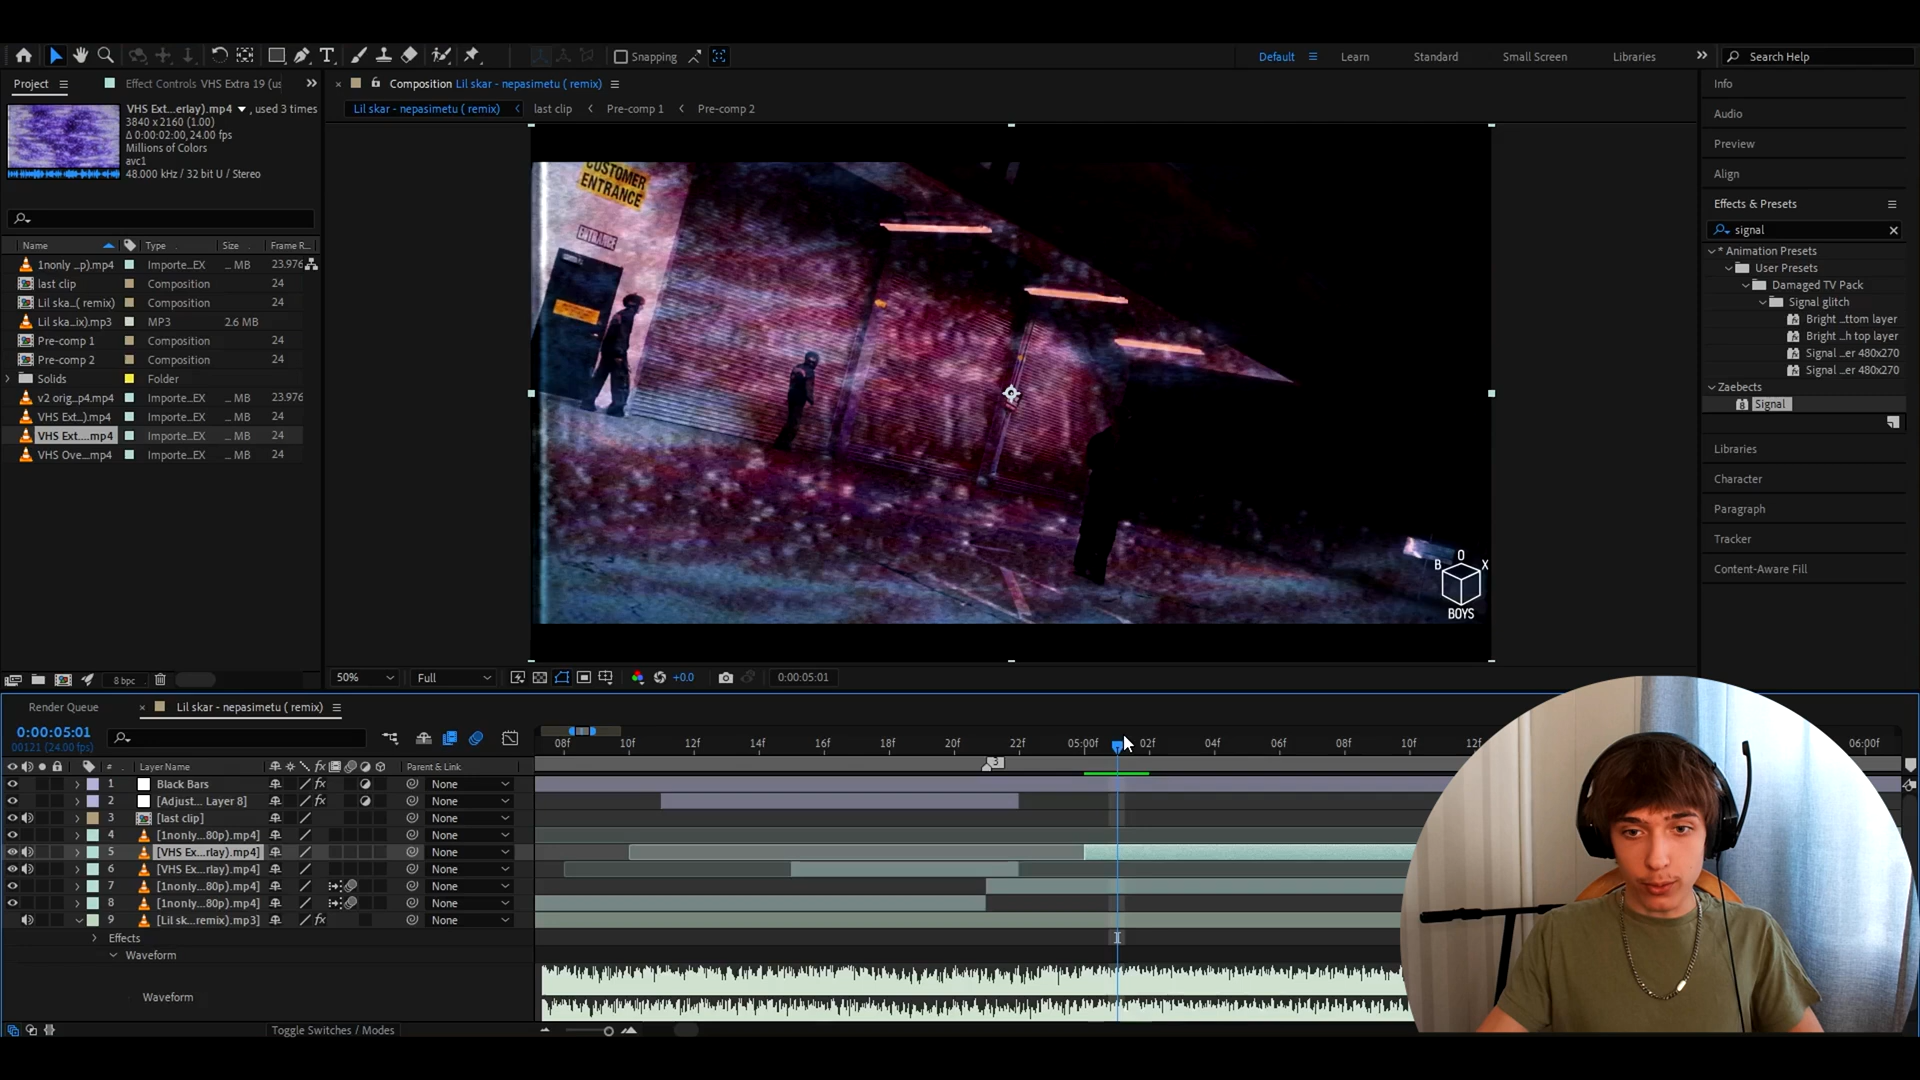 Snapping
Default
Learn
Standard
Small Screen
Libraries
Search Help
Project
Effect Controls VHS Extra 19 (us
Composition Lil skar - nepasimetu ( remix)
Lil skar - nepasimetu ( remix)
last clip
Pre-comp 1
Pre-comp 2
VHS Ext...erlay).mp4 , used 3 times
3840 x 2160 (1.00)
Δ 0:00:02:00, 24.00 fps
Millions of Colors
avc1
48.000 kHz / 32 bit U / Stereo
Name Type Size Frame R...
1nonly ...p).mp4 Importe...EX ... MB 23.976
last clip Composition 24
Lil ska...( remix) Composition 24
Lil ska...ix).mp3 MP3 2.6 MB
Pre-comp 1 Composition 24
Pre-comp 2 Composition 24
Solids Folder
v2 orig...p4.mp4 Importe...EX ... MB 23.976
VHS Ext...).mp4 Importe...EX ... MB 24
VHS Ext....mp4 Importe...EX ... MB 24
VHS Ove...mp4 Importe...EX ... MB 24
8 bpc
CUSTOMER
ENTRANCE
ENTRANCE
B O X
BOYS
50%
Full
+0.0
0:00:05:01
Info
Audio
Preview
Align
Effects & Presets
signal
* Animation Presets
User Presets
Damaged TV Pack
Signal glitch
Bright ...ttom layer
Bright ...h top layer
Signal ...er 480x270
Signal ...er 480x270
Zaebects
Signal
Libraries
Character
Paragraph
Tracker
Content-Aware Fill
Render Queue
Lil skar - nepasimetu ( remix)
0:00:05:01
00121 (24.00 fps)
08f 10f 12f 14f 16f 18f 20f 22f 05:00f 02f 04f 06f 08f 10f 12f 06:00f
3
# Layer Name Parent & Link
1 Black Bars None
2 [Adjust... Layer 8] None
3 [last clip] None
4 [1nonly...80p).mp4] None
5 [VHS Ex...rlay).mp4] None
6 [VHS Ex...rlay).mp4] None
7 [1nonly...80p).mp4] None
8 [1nonly...80p).mp4] None
9 [Lil sk...remix).mp3] None
Effects
Waveform
Waveform
Toggle Switches / Modes